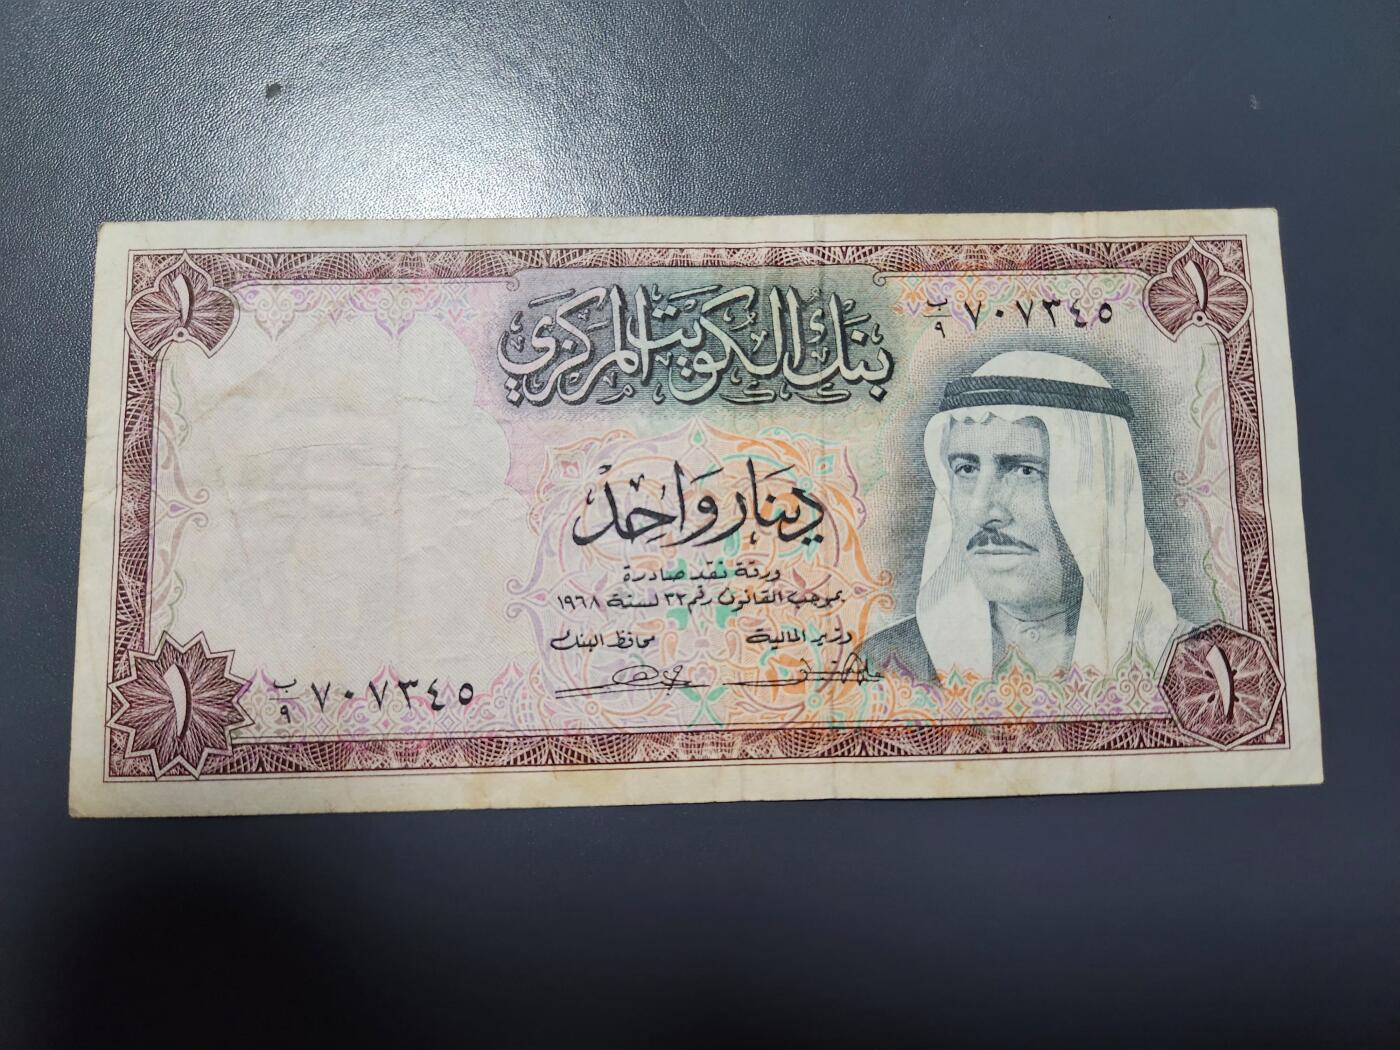 ١
١
ب/٩ ٧٠٧٣٤٥
بنك الكويت المركزي
دينار واحد
ورقة نقد صادرة
بموجب القانون رقم ٣٢ لسنة ١٩٦٨
وزير المالية
محافظ البنك
ب/٩ ٧٠٧٣٤٥
١
١